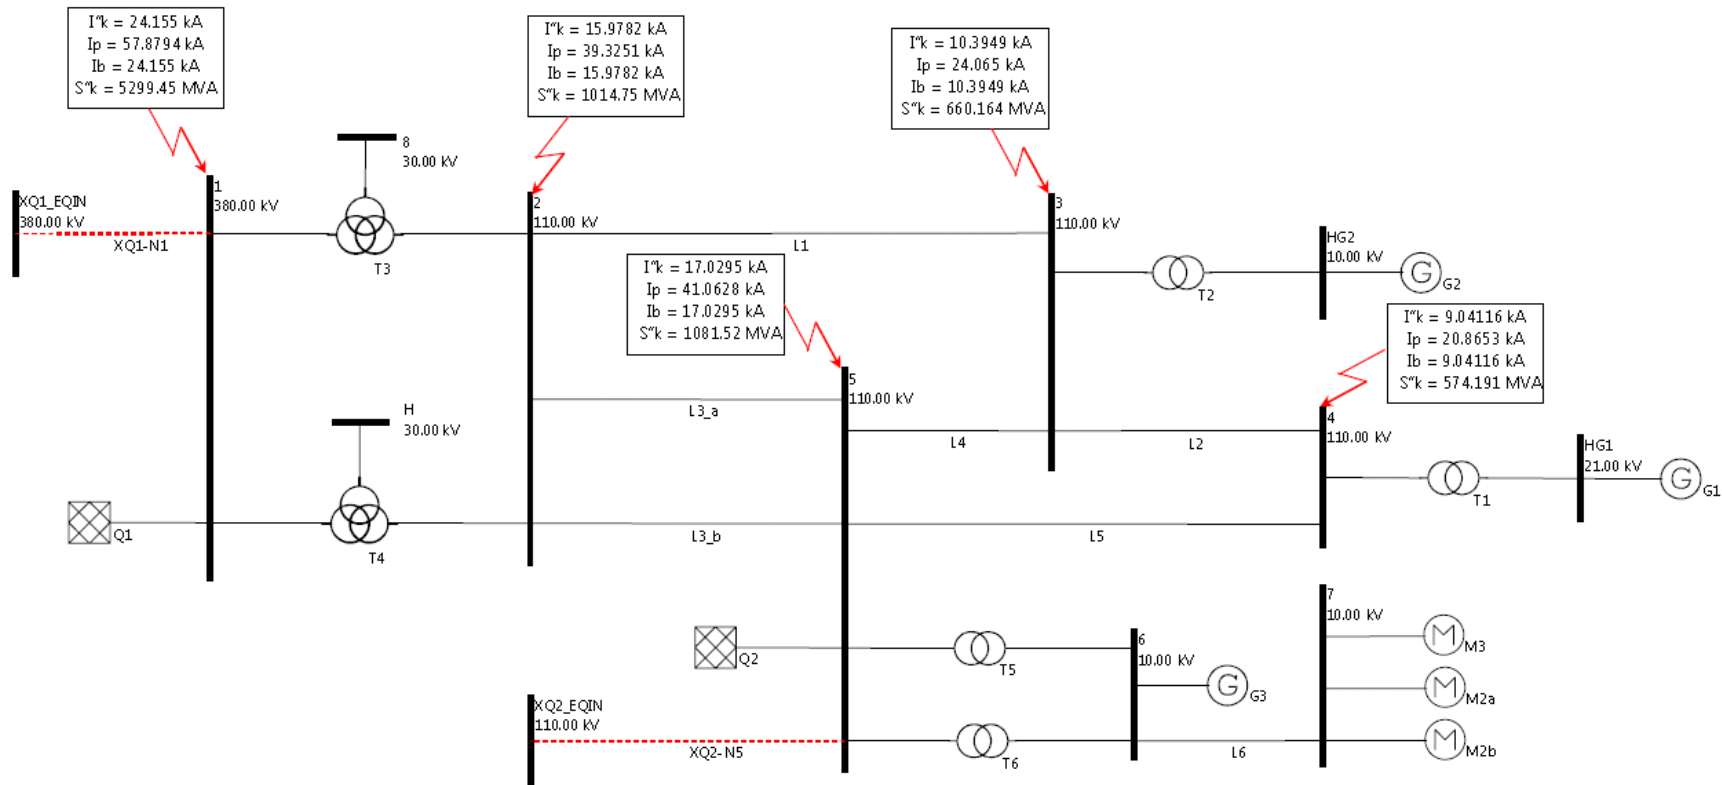 I"k = 24.155 kA
Ip = 57.8794 kA
Ib = 24.155 kA
S"k = 5299.45 MVA
I"k = 15.9782 kA
Ip = 39.3251 kA
Ib = 15.9782 kA
S"k = 1014.75 MVA
I"k = 10.3949 kA
Ip = 24.065 kA
Ib = 10.3949 kA
S"k = 660.164 MVA
8
30.00 kV
XQ1_EQIN
380.00 kV
XQ1-N1
1
380.00 kV
T3
2
110.00 kV
L1
3
110.00 kV
HG2
10.00 kV
G2
T2
I"k = 17.0295 kA
Ip = 41.0628 kA
Ib = 17.0295 kA
S"k = 1081.52 MVA
I"k = 9.04116 kA
Ip = 20.8653 kA
Ib = 9.04116 kA
S"k = 574.191 MVA
5
110.00 kV
H
30.00 kV
L3_a
L4
L2
4
110.00 kV
HG1
21.00 kV
T1
G1
Q1
T4
L3_b
L5
7
10.00 kV
M3
Q2
T5
6
10.00 kV
G3
M2a
XQ2_EQIN
110.00 kV
XQ2-N5
T6
L6
M2b